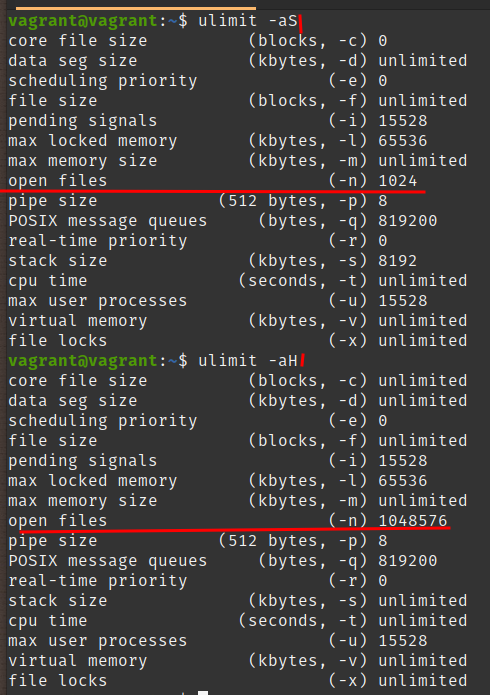 vagrant@vagrant:~$ ulimit -aS
core file size          (blocks, -c) 0
data seg size           (kbytes, -d) unlimited
scheduling priority             (-e) 0
file size               (blocks, -f) unlimited
pending signals                 (-i) 15528
max locked memory       (kbytes, -l) 65536
max memory size         (kbytes, -m) unlimited
open files                      (-n) 1024
pipe size            (512 bytes, -p) 8
POSIX message queues     (bytes, -q) 819200
real-time priority              (-r) 0
stack size              (kbytes, -s) 8192
cpu time               (seconds, -t) unlimited
max user processes              (-u) 15528
virtual memory          (kbytes, -v) unlimited
file locks                      (-x) unlimited
vagrant@vagrant:~$ ulimit -aH
core file size          (blocks, -c) unlimited
data seg size           (kbytes, -d) unlimited
scheduling priority             (-e) 0
file size               (blocks, -f) unlimited
pending signals                 (-i) 15528
max locked memory       (kbytes, -l) 65536
max memory size         (kbytes, -m) unlimited
open files                      (-n) 1048576
pipe size            (512 bytes, -p) 8
POSIX message queues     (bytes, -q) 819200
real-time priority              (-r) 0
stack size              (kbytes, -s) unlimited
cpu time               (seconds, -t) unlimited
max user processes              (-u) 15528
virtual memory          (kbytes, -v) unlimited
file locks                      (-x) unlimited